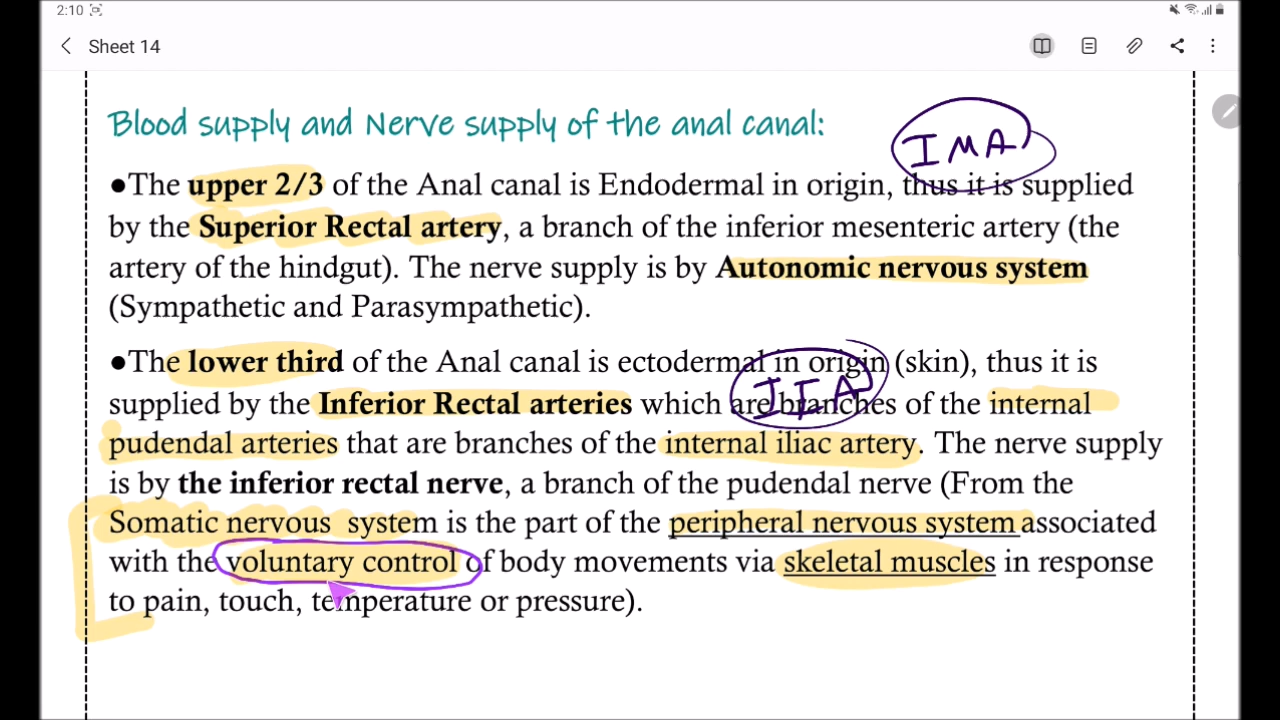 2:10
Sheet 14
Blood supply and Nerve supply of the anal canal:
IMA
●The upper 2/3 of the Anal canal is Endodermal in origin, thus it is supplied
by the Superior Rectal artery, a branch of the inferior mesenteric artery (the
artery of the hindgut). The nerve supply is by Autonomic nervous system
(Sympathetic and Parasympathetic).
●The lower third of the Anal canal is ectodermal in origin (skin), thus it is
IIA
supplied by the Inferior Rectal arteries which are branches of the internal
pudendal arteries that are branches of the internal iliac artery. The nerve supply
is by the inferior rectal nerve, a branch of the pudendal nerve (From the
Somatic nervous system is the part of the peripheral nervous system associated
with the voluntary control of body movements via skeletal muscles in response
to pain, touch, temperature or pressure).